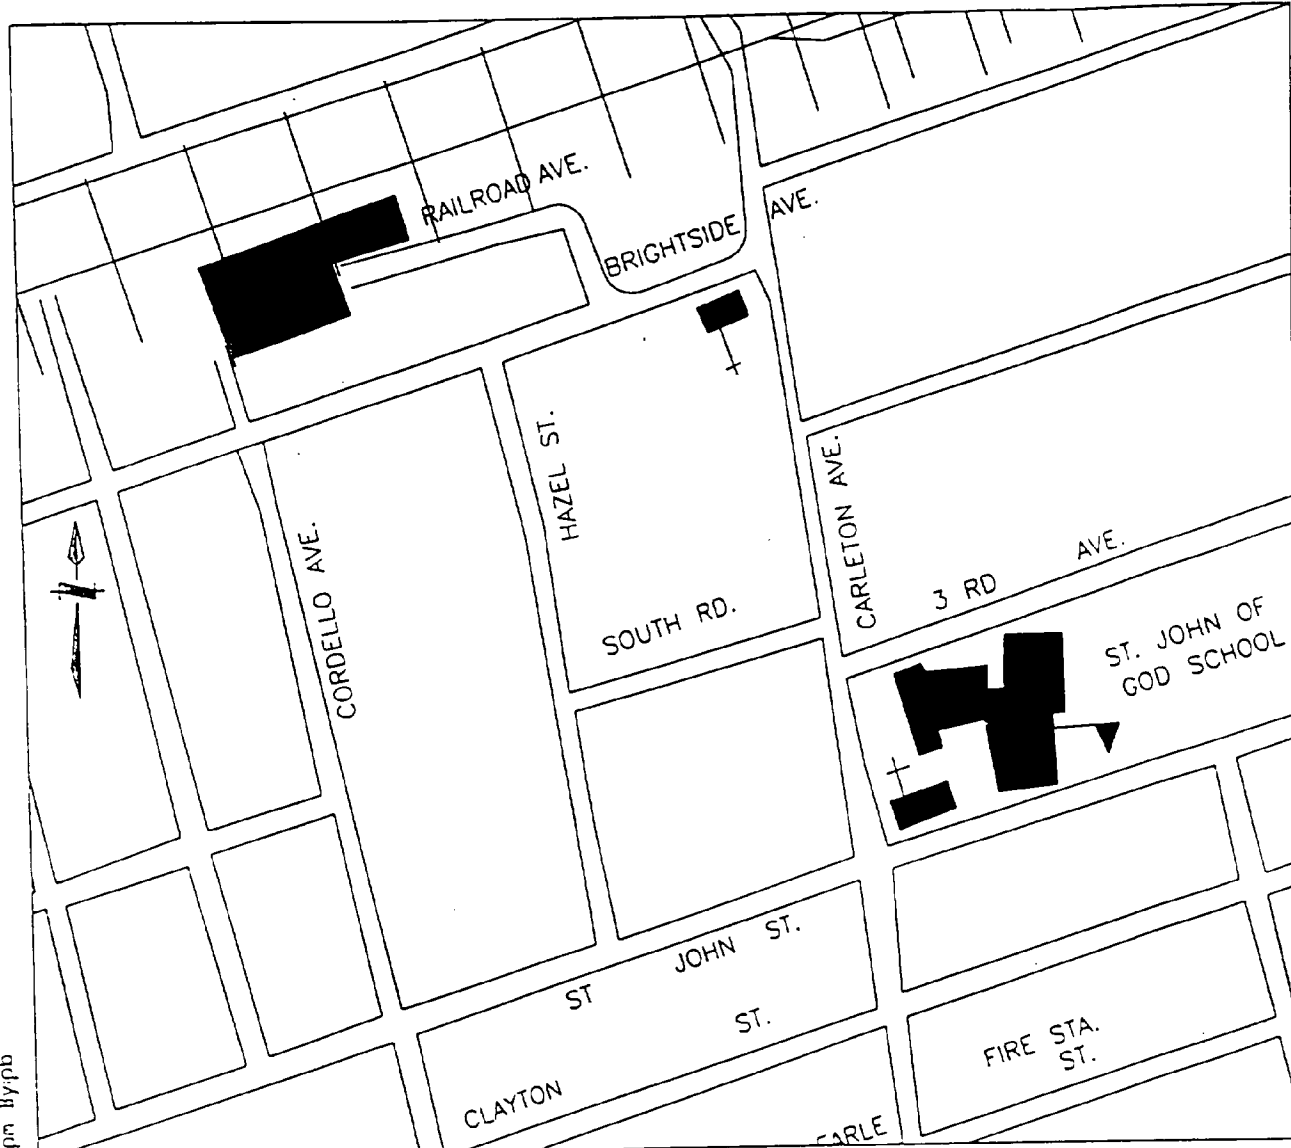 RAILROAD AVE.
BRIGHTSIDE AVE.
HAZEL ST.
CARLETON AVE.
CORDELLO AVE.
3 RD AVE.
SOUTH RD.
ST. JOHN OF
GOD SCHOOL
ST JOHN ST.
CLAYTON ST.
FIRE STA.
ST.
EARLE